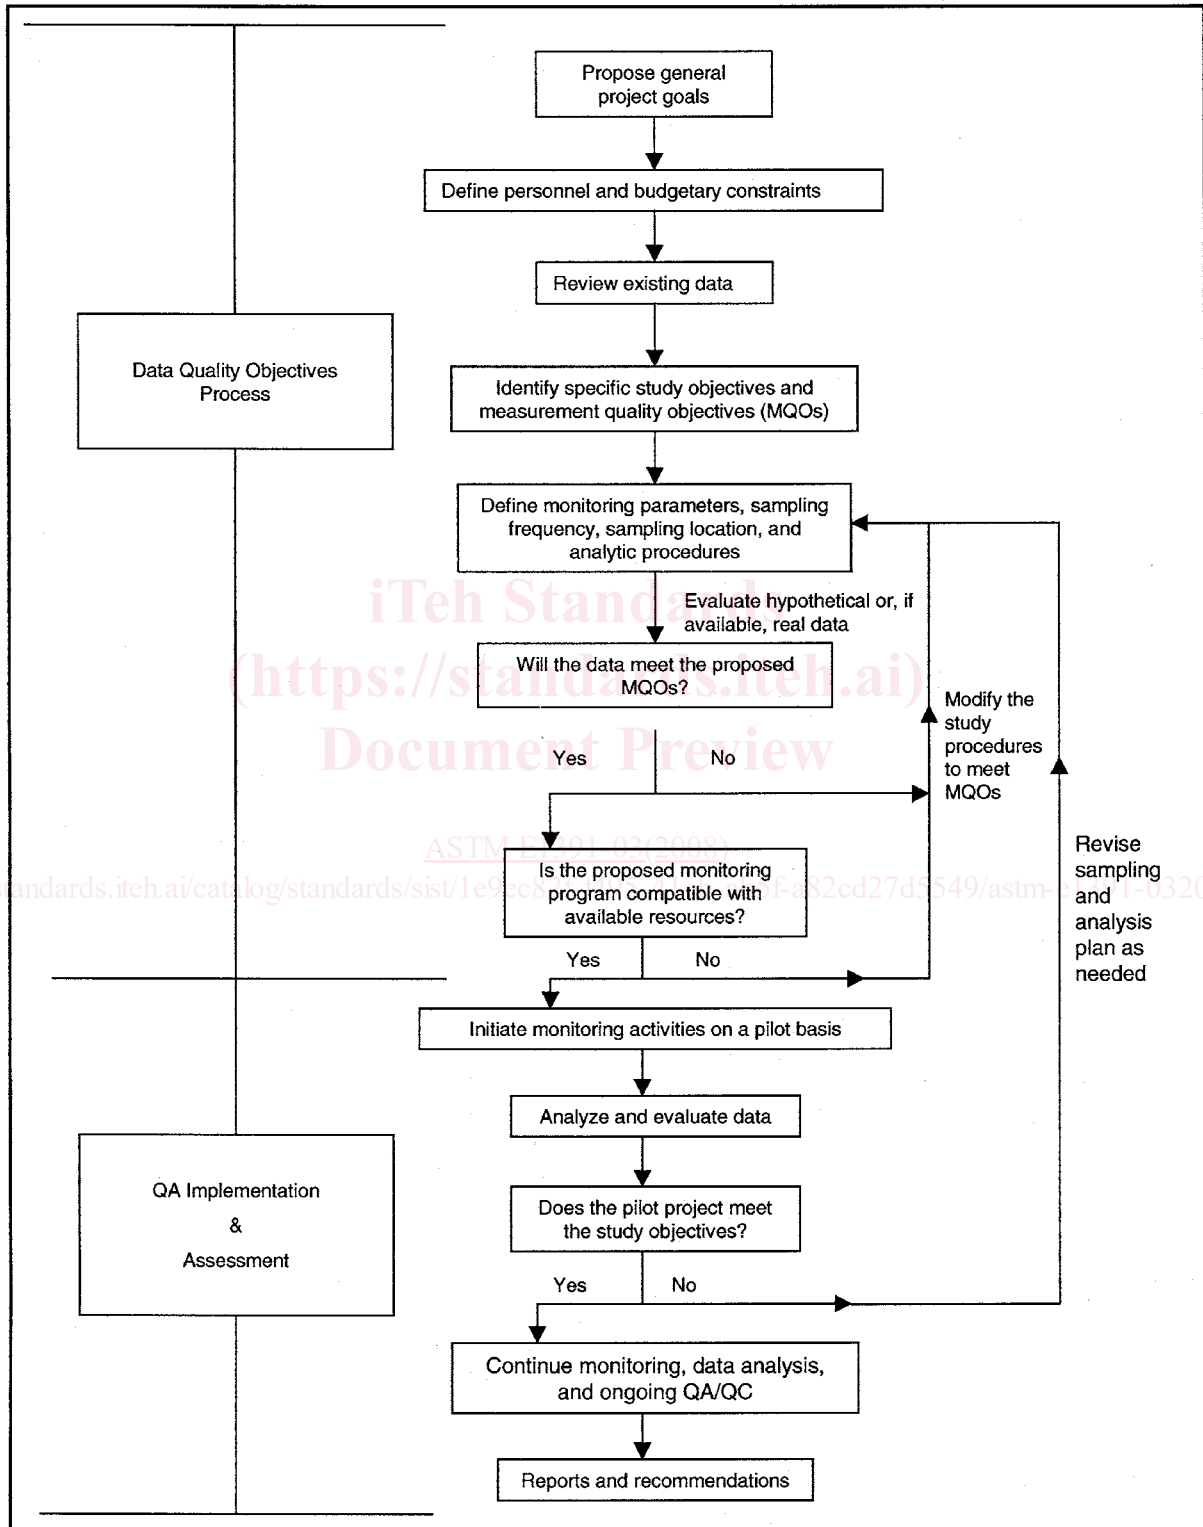 Propose general
project goals
Define personnel and budgetary constraints
Review existing data
Data Quality Objectives
Process
Identify specific study objectives and
measurement quality objectives (MQOs)
Define monitoring parameters, sampling
frequency, sampling location, and
analytic procedures
Evaluate hypothetical or, if
available, real data
iTeh Standards
(https://standards.iteh.ai)
Document Preview
Will the data meet the proposed
MQOs?
Modify the
study
procedures
to meet
MQOs
Yes
No
ASTM E1391-03(2008)
Is the proposed monitoring
program compatible with
available resources?
Revise
sampling
and
analysis
plan as
needed
Yes
No
Initiate monitoring activities on a pilot basis
Analyze and evaluate data
QA Implementation
&
Assessment
Does the pilot project meet
the study objectives?
Yes
No
Continue monitoring, data analysis,
and ongoing QA/QC
Reports and recommendations